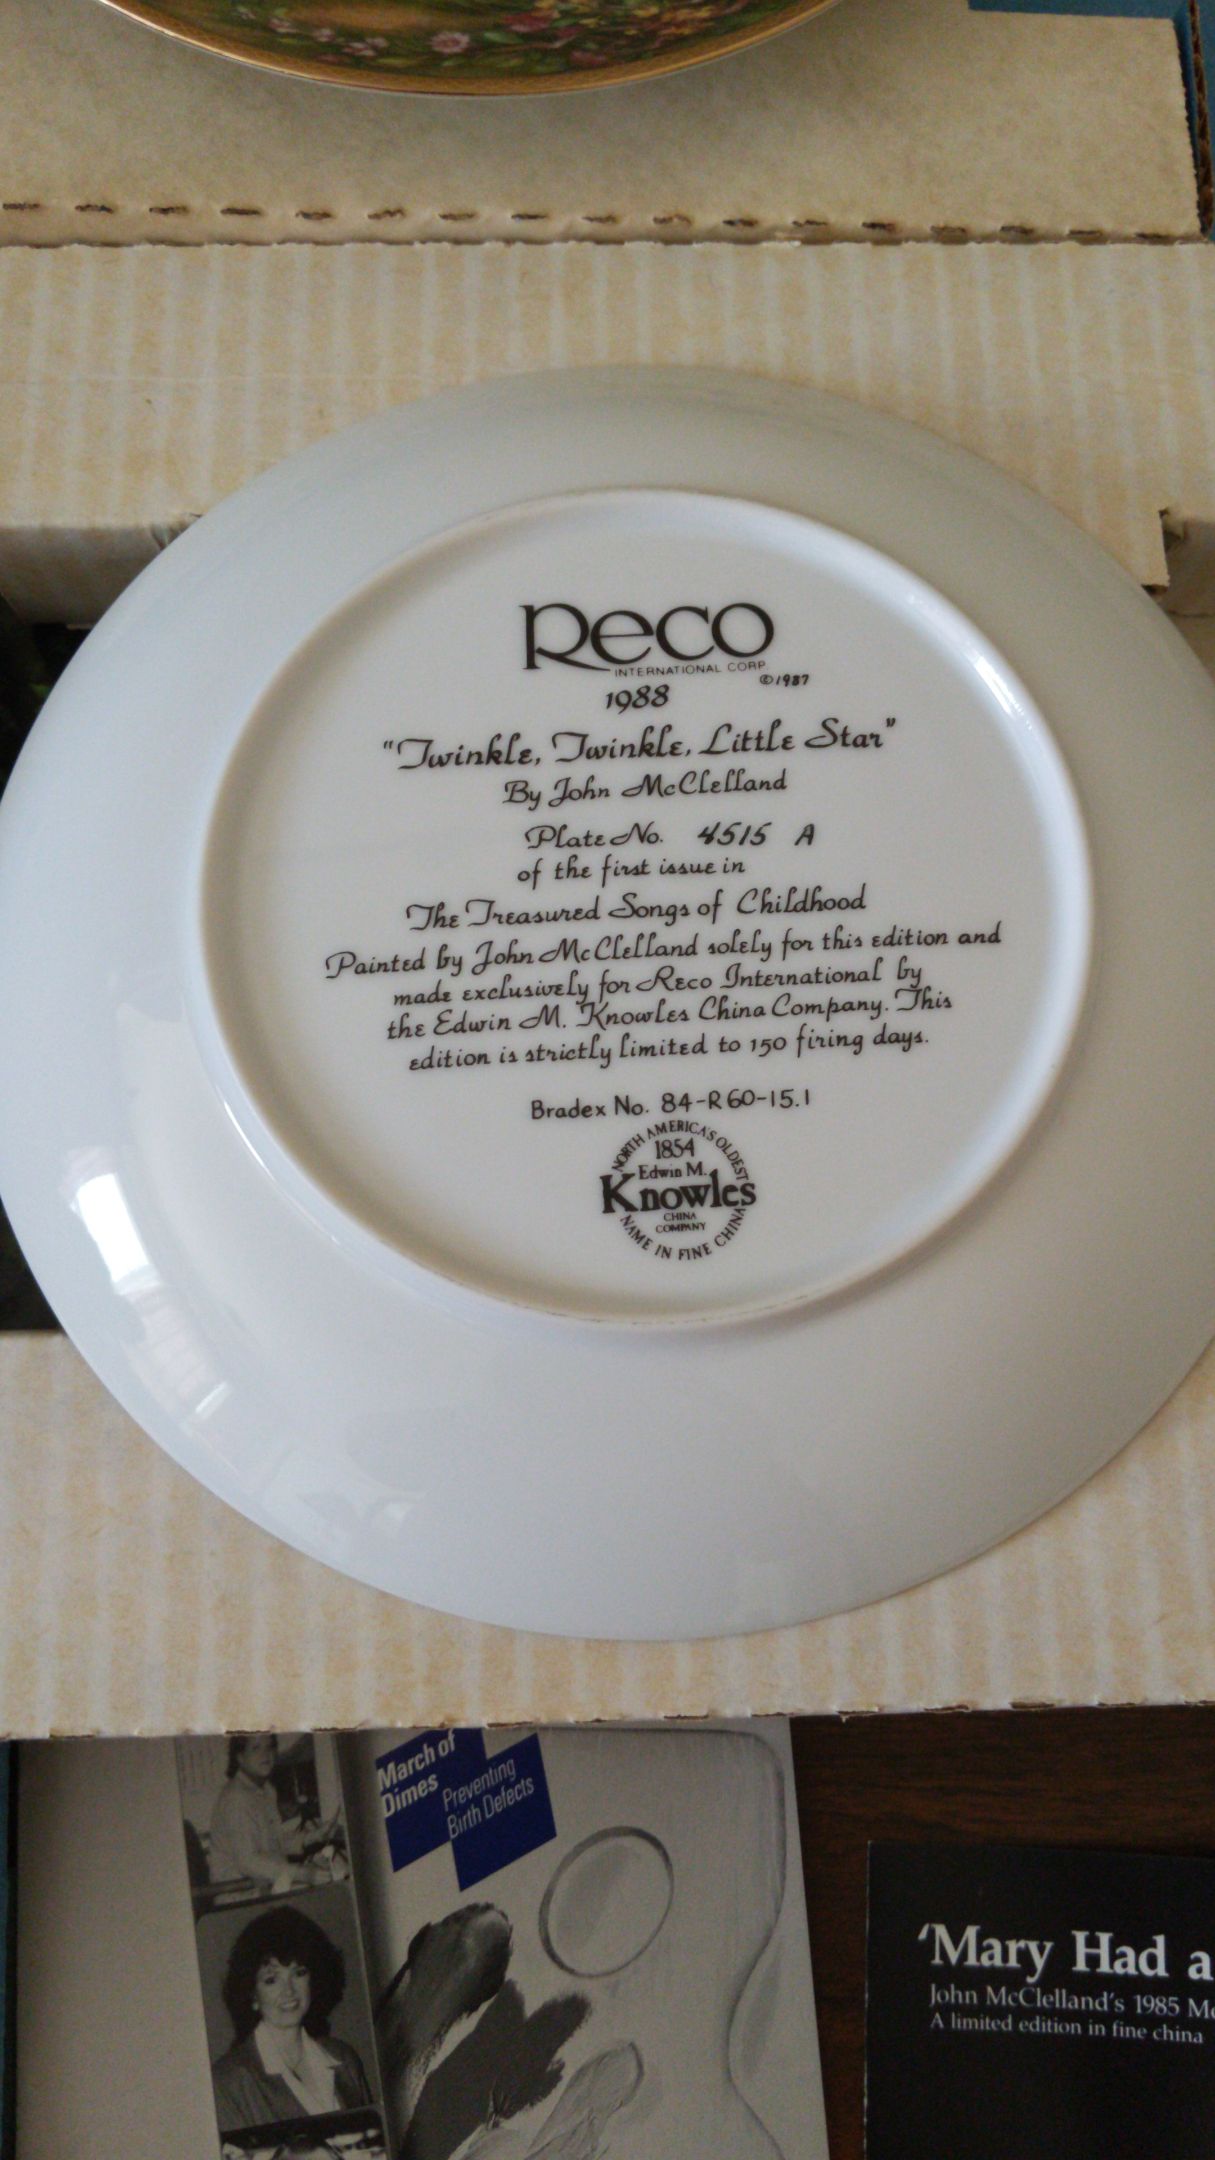 Reco
INTERNATIONAL CORP.
©1987
1988
"Twinkle, Twinkle, Little Star"
By John McClelland
Plate No. 4515 A
of the first issue in
The Treasured Songs of Childhood
Painted by John McClelland solely for this edition and
made exclusively for Reco International by
the Edwin M. Knowles China Company. This
edition is strictly limited to 150 firing days.
Bradex No. 84-R60-15.1
NORTH AMERICA'S OLDEST
1854
Edwin M.
Knowles
CHINA
COMPANY
NAME IN FINE CHINA
March of
Dimes
Preventing
Birth Defects
'Mary Had a
John McClelland's 1985
A limited edition in fine china